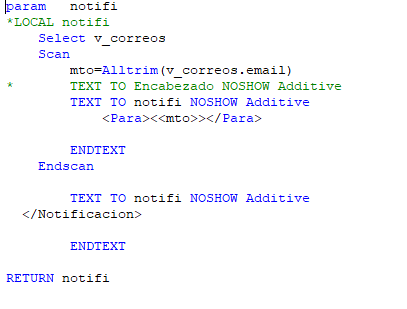 param   notifi
*LOCAL notifi
    Select v_correos
    Scan
        mto=Alltrim(v_correos.email)
*       TEXT TO Encabezado NOSHOW Additive
        TEXT TO notifi NOSHOW Additive
            <Para><<mto>></Para>

        ENDTEXT
    Endscan

        TEXT TO notifi NOSHOW Additive
  </Notificacion>

        ENDTEXT

RETURN notifi